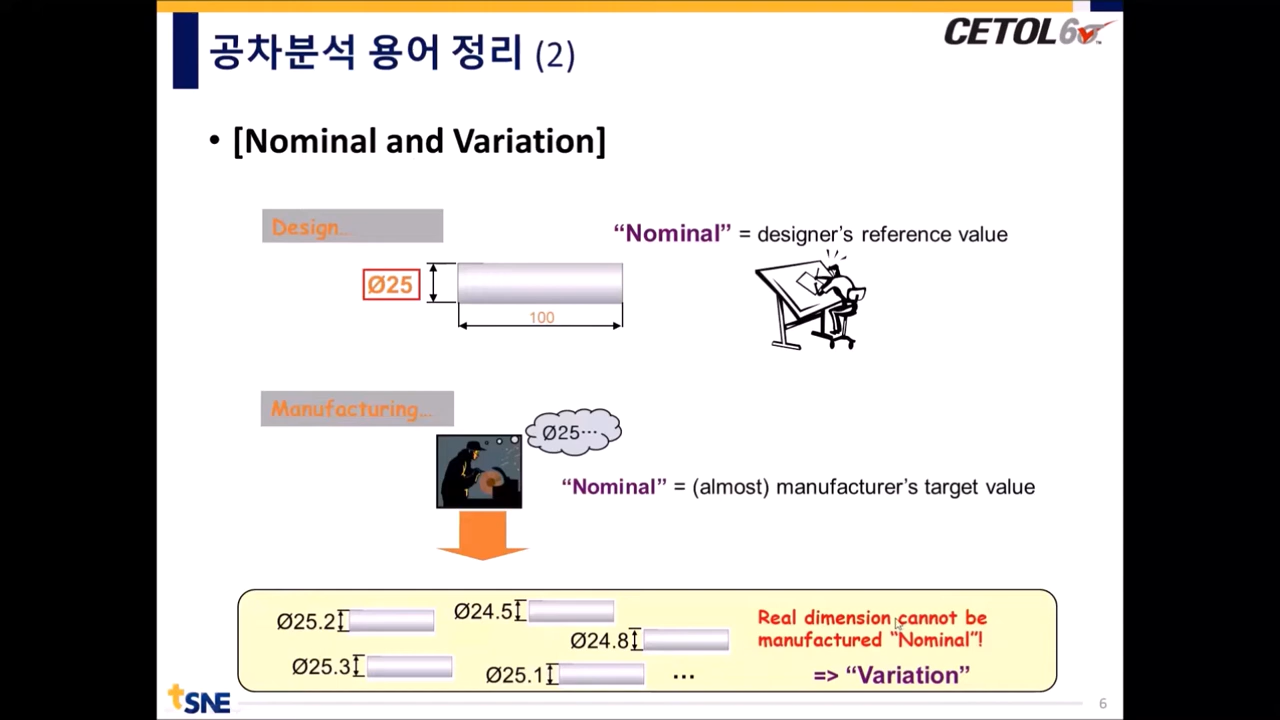 공차분석 용어 정리 (2)
CETOL 6σ
• [Nominal and Variation]
Design…
“Nominal” = designer’s reference value
Ø25
100
Manufacturing…
Ø25…
“Nominal” = (almost) manufacturer’s target value
Ø25.2
Ø24.5
Ø24.8
Ø25.3
Ø25.1
…
Real dimension cannot be
manufactured “Nominal”!
=> “Variation”
tSNE
6